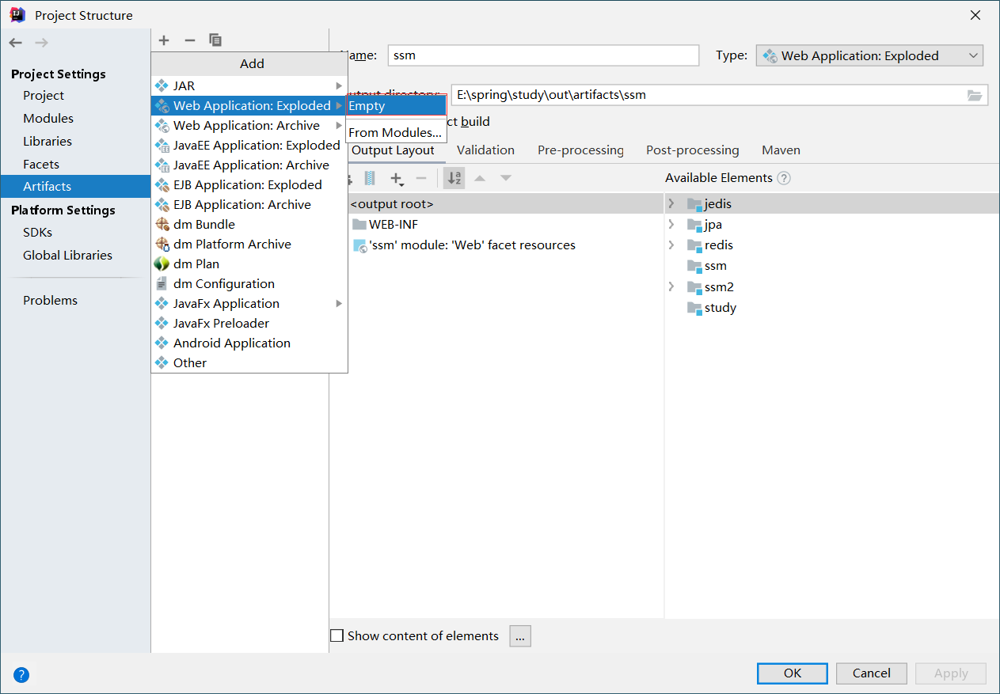 Project Structure
Project Settings
Project
Modules
Libraries
Facets
Artifacts
Platform Settings
SDKs
Global Libraries
Problems
Add
JAR
Web Application: Exploded
Web Application: Archive
JavaEE Application: Exploded
JavaEE Application: Archive
EJB Application: Exploded
EJB Application: Archive
dm Bundle
dm Platform Archive
dm Plan
dm Configuration
JavaFx Application
JavaFx Preloader
Android Application
Other
Empty
From Modules...
ame: ssm
Type: Web Application: Exploded
utput directory: E:\spring\study\out\artifacts\ssm
ct build
Output Layout Validation Pre-processing Post-processing Maven
Available Elements ?
<output root>
WEB-INF
'ssm' module: 'Web' facet resources
jedis
jpa
redis
ssm
ssm2
study
Show content of elements ...
? OK Cancel Apply